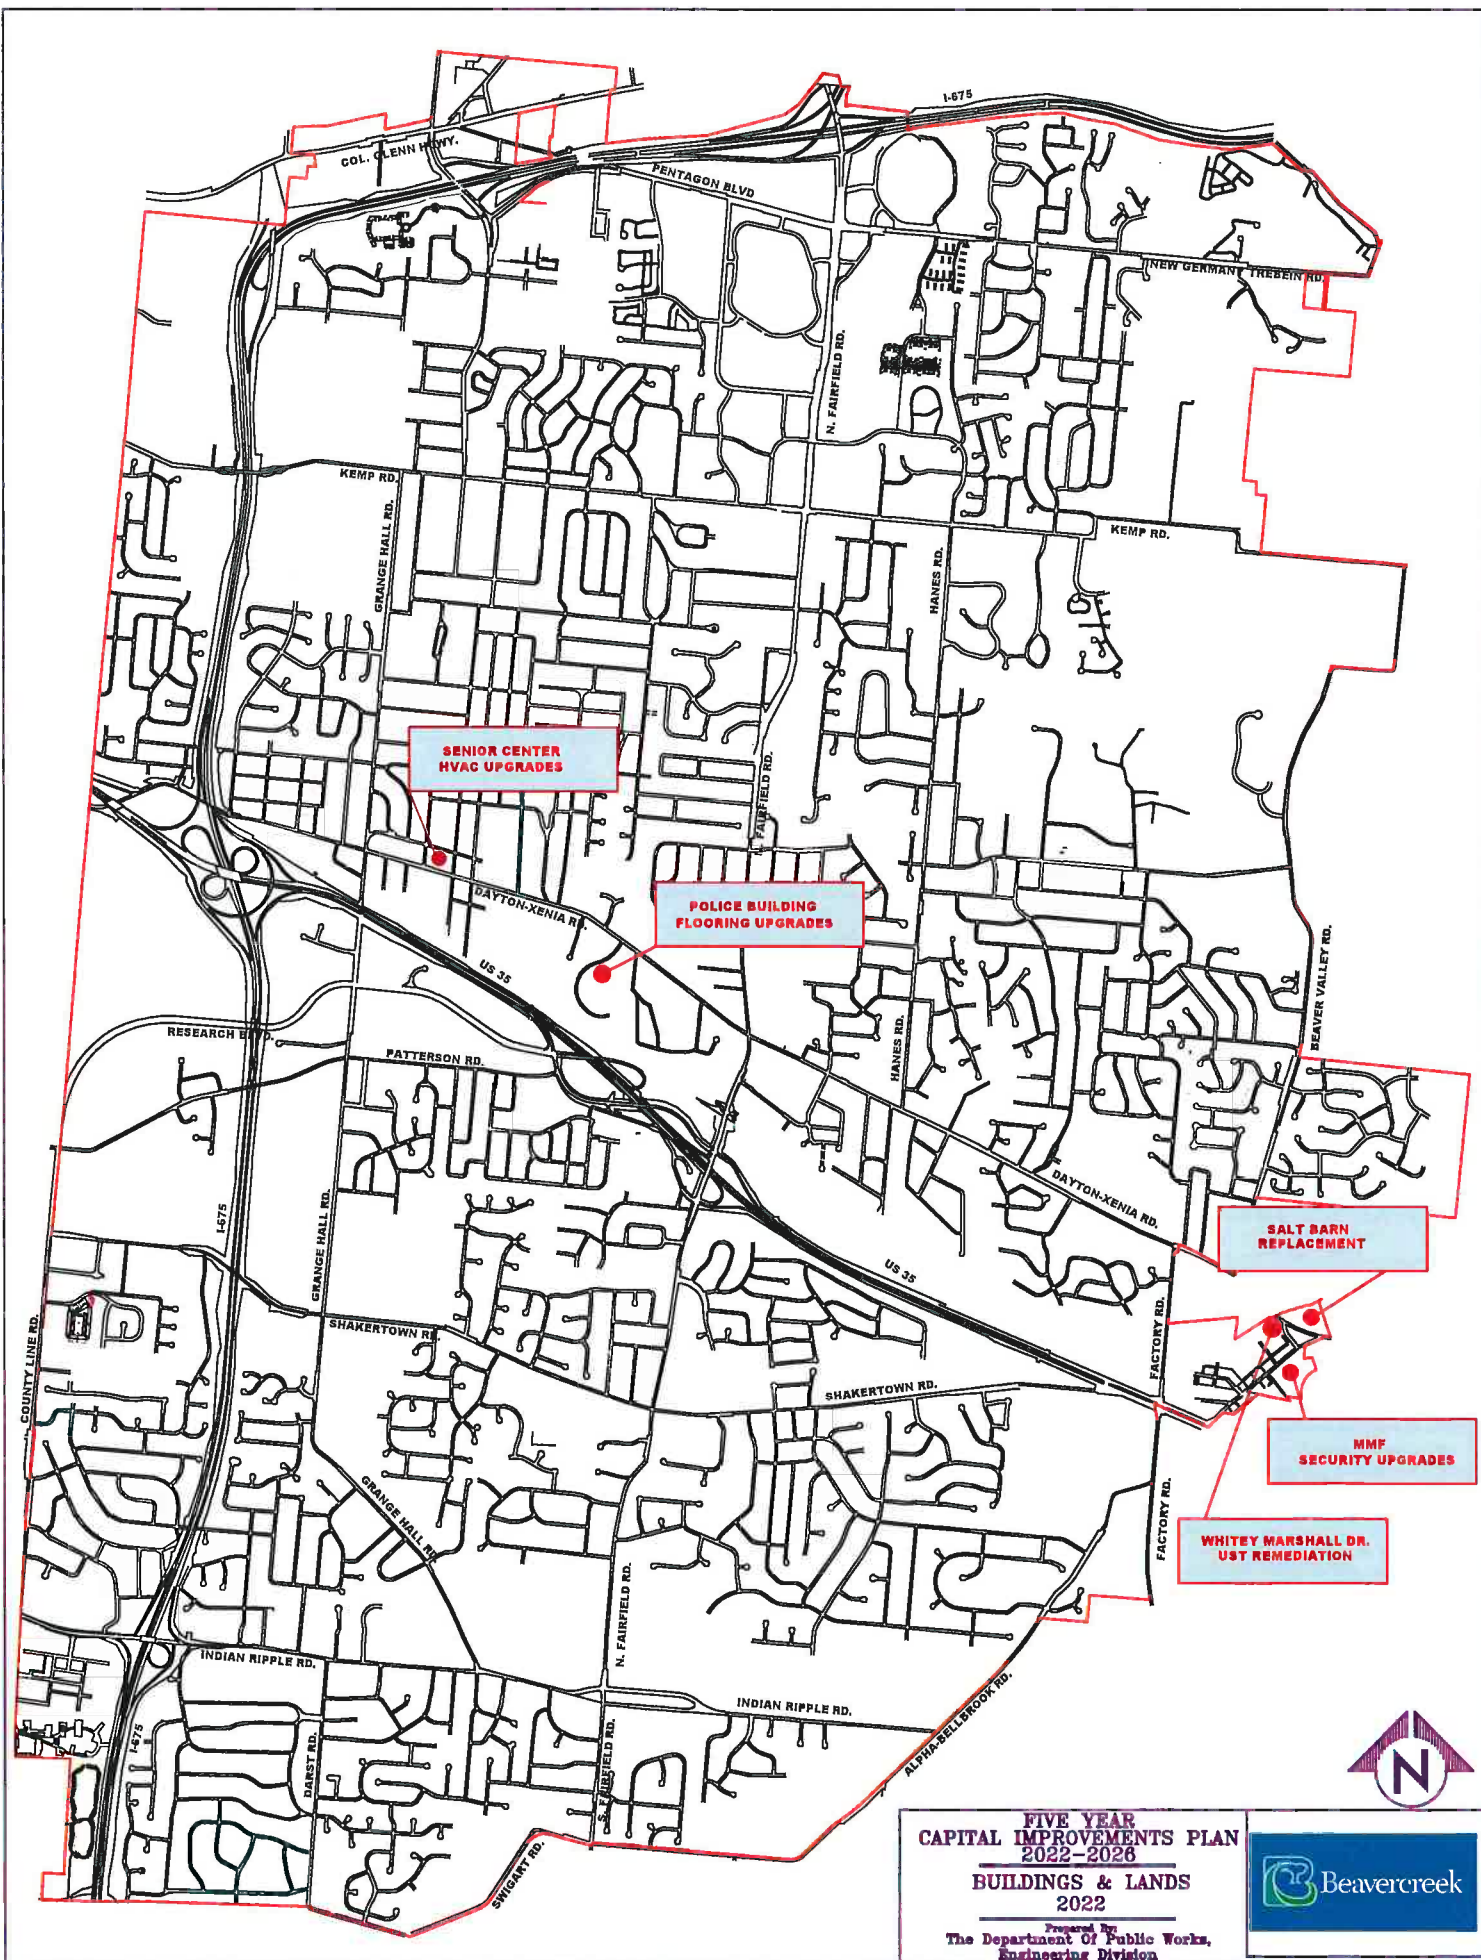 I-675
COL. GLENN HWY.
PENTAGON BLVD
NEW GERMANY TREBEIN RD.
N. FAIRFIELD RD.
KEMP RD.
GRANGE HALL RD.
KEMP RD.
HANES RD.
SENIOR CENTER
HVAC UPGRADES
N. FAIRFIELD RD.
POLICE BUILDING
FLOORING UPGRADES
DAYTON-XENIA RD.
US 35
BEAVER VALLEY RD.
RESEARCH BLVD.
PATTERSON RD.
HANES RD.
DAYTON-XENIA RD.
I-675
GRANGE HALL RD.
SALT BARN
REPLACEMENT
US 35
COUNTY LINE RD.
SHAKERTOWN RD.
FACTORY RD.
SHAKERTOWN RD.
MMF
SECURITY UPGRADES
GRANGE HALL RD.
FACTORY RD.
WHITEY MARSHALL DR.
UST REMEDIATION
N. FAIRFIELD RD.
INDIAN RIPPLE RD.
INDIAN RIPPLE RD.
ALPHA-BELLBROOK RD.
I-675
DARST RD.
S. FAIRFIELD RD.
SWIGART RD.
N
FIVE YEAR
CAPITAL IMPROVEMENTS PLAN
2022-2026
BUILDINGS & LANDS
2022
Prepared By:
The Department Of Public Works,
Engineering Division
Beavercreek